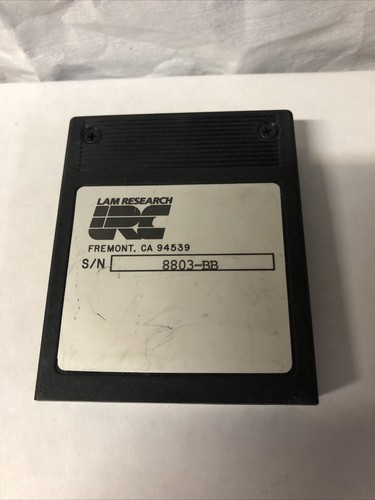 LAM RESEARCH
LRC
FREMONT, CA 94539
S/N 8803-BB